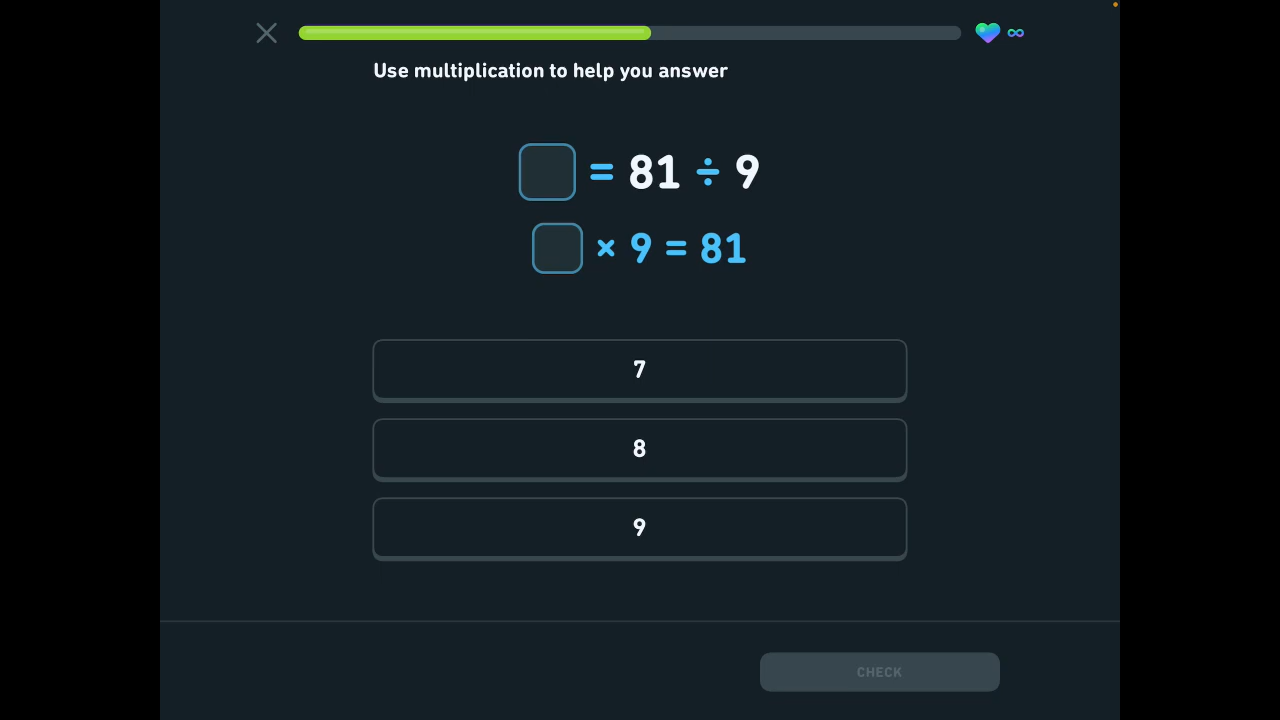 ∞
Use multiplication to help you answer
= 81 ÷ 9
× 9 = 81
7
8
9
CHECK